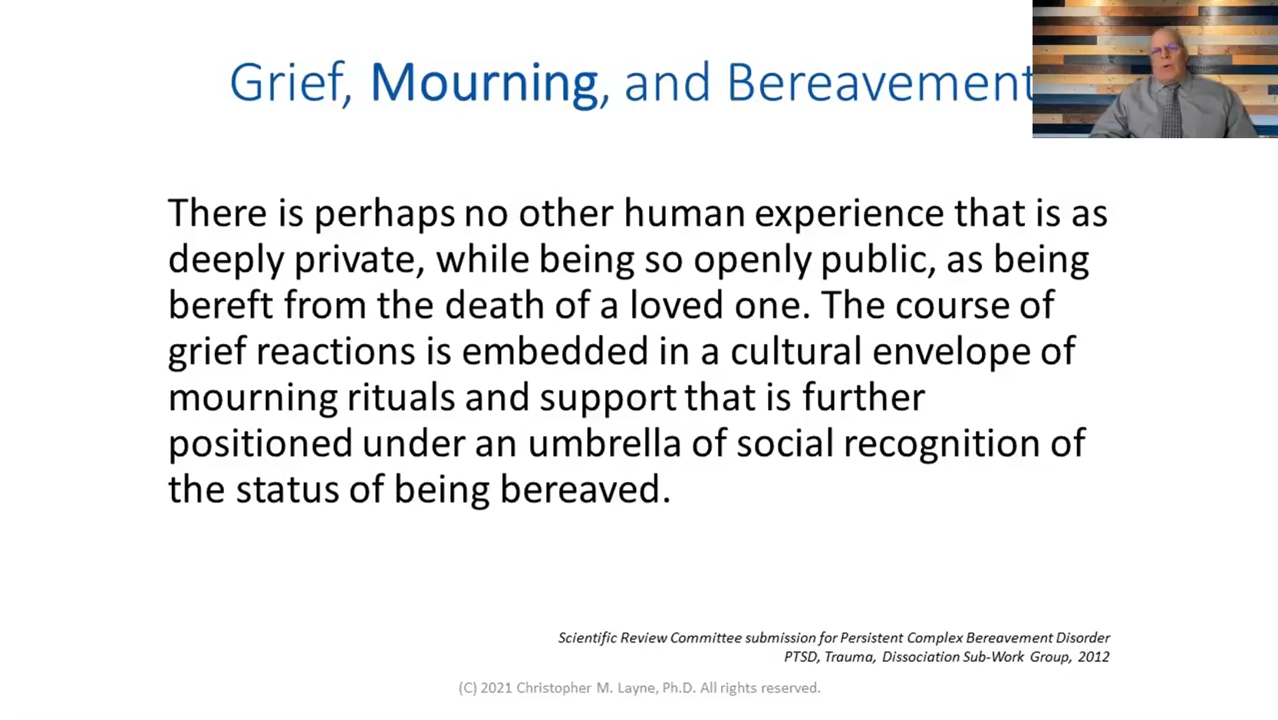 Grief, Mourning, and Bereavement
There is perhaps no other human experience that is as
deeply private, while being so openly public, as being
bereft from the death of a loved one. The course of
grief reactions is embedded in a cultural envelope of
mourning rituals and support that is further
positioned under an umbrella of social recognition of
the status of being bereaved.
Scientific Review Committee submission for Persistent Complex Bereavement Disorder
PTSD, Trauma, Dissociation Sub-Work Group, 2012
(C) 2021 Christopher M. Layne, Ph.D. All rights reserved.